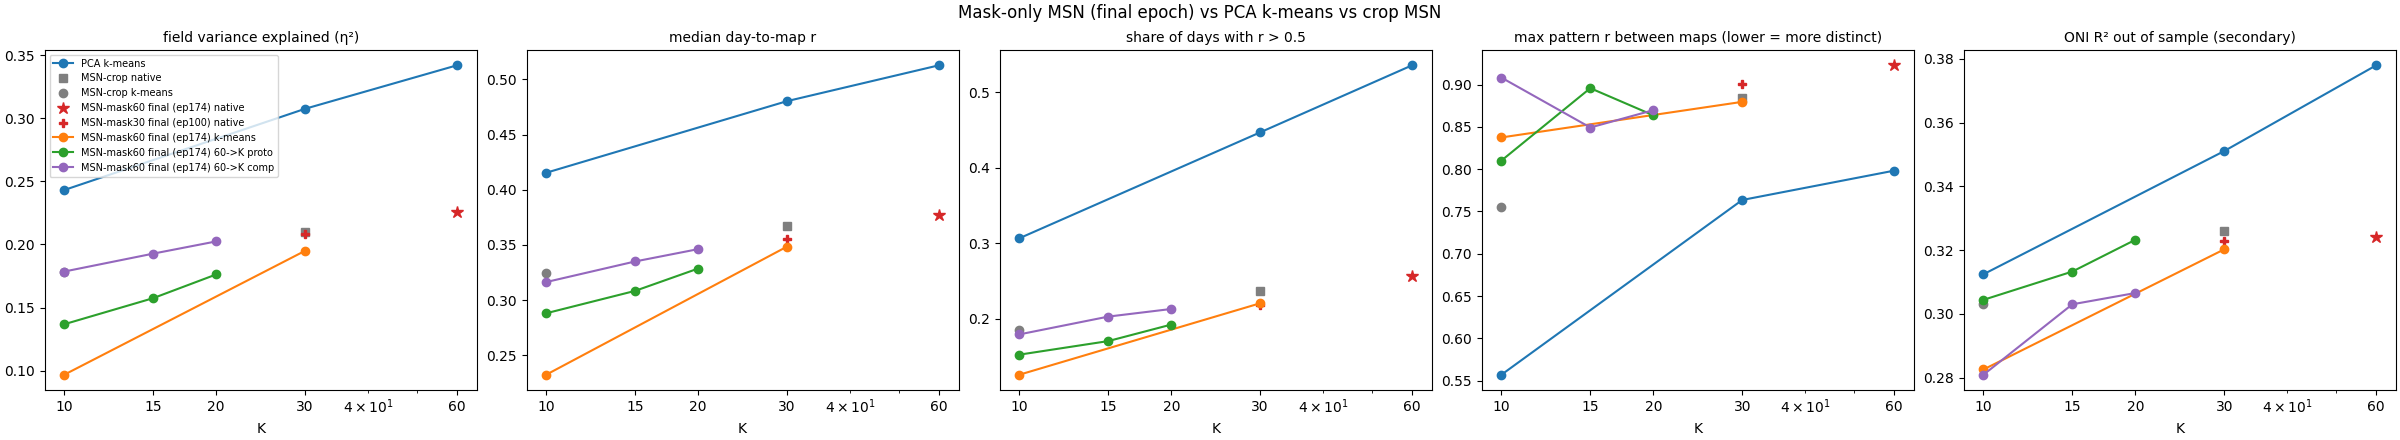 Mask-only MSN (final epoch) vs PCA k-means vs crop MSN
field variance explained (η²)
0.35
0.30
0.25
0.20
0.15
0.10
PCA k-means
MSN-crop native
MSN-crop k-means
MSN-mask60 final (ep174) native
MSN-mask30 final (ep100) native
MSN-mask60 final (ep174) k-means
MSN-mask60 final (ep174) 60->K proto
MSN-mask60 final (ep174) 60->K comp
10 15 20 30 4 × 10¹ 60
K
median day-to-map r
0.50
0.45
0.40
0.35
0.30
0.25
10 15 20 30 4 × 10¹ 60
K
share of days with r > 0.5
0.5
0.4
0.3
0.2
10 15 20 30 4 × 10¹ 60
K
max pattern r between maps (lower = more distinct)
0.90
0.85
0.80
0.75
0.70
0.65
0.60
0.55
10 15 20 30 4 × 10¹ 60
K
ONI R² out of sample (secondary)
0.38
0.36
0.34
0.32
0.30
0.28
10 15 20 30 4 × 10¹ 60
K